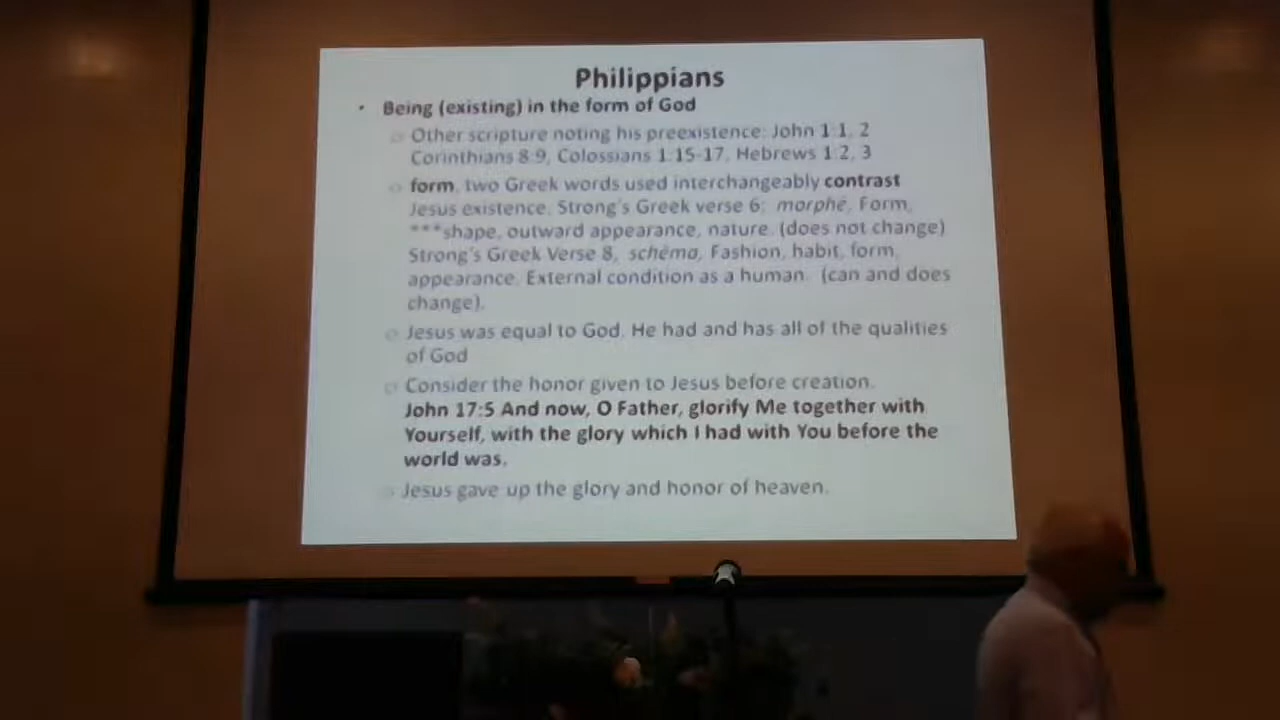 Philippians
• Being (existing) in the form of God
○ Other scripture noting his preexistence: John 1:1, 2
Corinthians 8:9, Colossians 1:15-17, Hebrews 1:2, 3
○ form, two Greek words used interchangeably contrast
Jesus existence. Strong's Greek verse 6: morphé, Form,
***shape, outward appearance, nature. (does not change)
Strong's Greek Verse 8, schéma, Fashion, habit, form,
appearance. External condition as a human. (can and does
change).
○ Jesus was equal to God. He had and has all of the qualities
of God
○ Consider the honor given to Jesus before creation.
John 17:5 And now, O Father, glorify Me together with
Yourself, with the glory which I had with You before the
world was.
○ Jesus gave up the glory and honor of heaven.